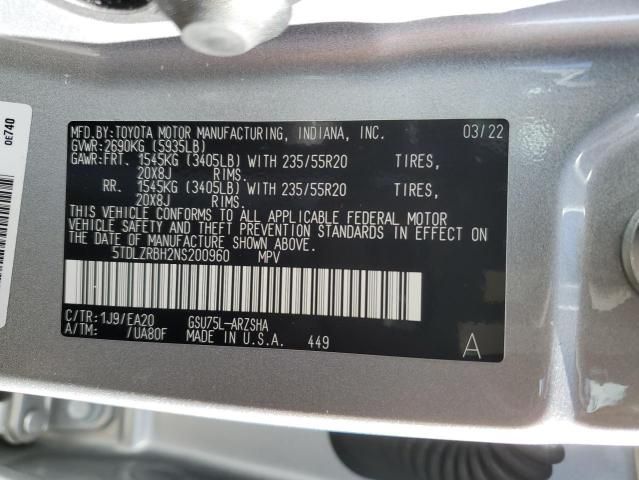 MFD.BY:TOYOTA MOTOR MANUFACTURING, INDIANA, INC. 03/22
GVWR:2690KG (5935LB)
GAWR:FRT. 1545KG (3405LB) WITH 235/55R20 TIRES,
20X8J RIMS.
RR. 1545KG (3405LB) WITH 235/55R20 TIRES,
20X8J RIMS.
THIS VEHICLE CONFORMS TO ALL APPLICABLE FEDERAL MOTOR
VEHICLE SAFETY AND THEFT PREVENTION STANDARDS IN EFFECT
ON THE DATE OF MANUFACTURE SHOWN ABOVE.
5TDLZRBH2NS200960 MPV
C/TR:1J9/EA20 GSU75L-ARZSHA
A/TM: /UA80F MADE IN U.S.A. 449 A
0E740